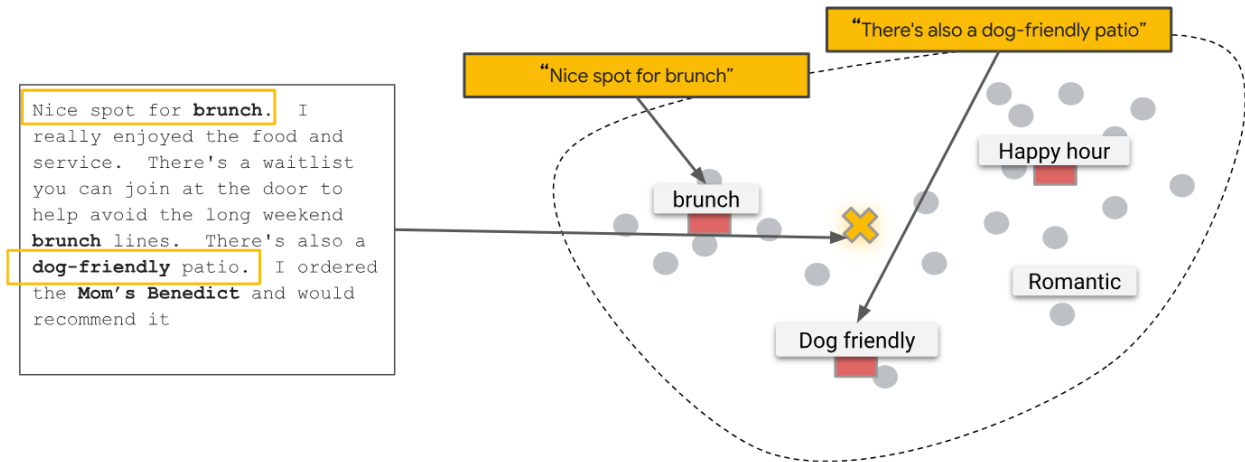 “There's also a dog-friendly patio”
“Nice spot for brunch”
Nice spot for brunch. I
really enjoyed the food and
service. There's a waitlist
you can join at the door to
help avoid the long weekend
brunch lines. There's also a
dog-friendly patio. I ordered
the Mom’s Benedict and would
recommend it
Happy hour
brunch
Romantic
Dog friendly